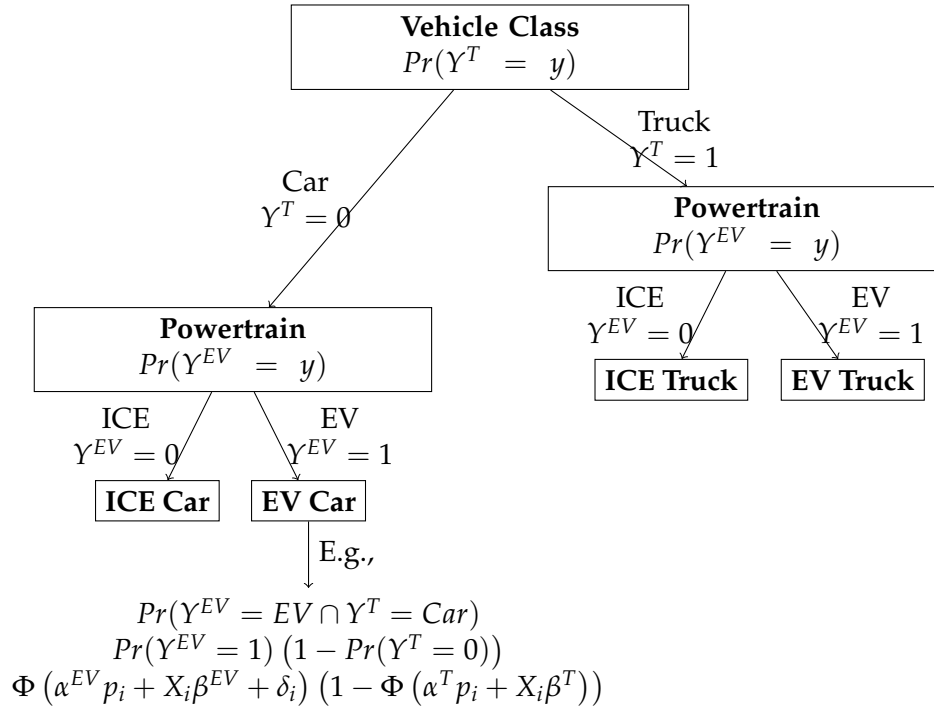 Vehicle Class
Pr(Y^T = y)
Truck
Y^T = 1
Car
Y^T = 0
Powertrain
Pr(Y^{EV} = y)
ICE
Y^{EV} = 0
EV
Y^{EV} = 1
ICE Truck
EV Truck
Powertrain
Pr(Y^{EV} = y)
ICE
Y^{EV} = 0
EV
Y^{EV} = 1
ICE Car
EV Car
E.g.,
Pr(Y^{EV} = EV ∩ Y^T = Car)
Pr(Y^{EV} = 1) (1 − Pr(Y^T = 0))
Φ (α^{EV} p_i + X_i β^{EV} + δ_i) (1 − Φ (α^T p_i + X_i β^T))